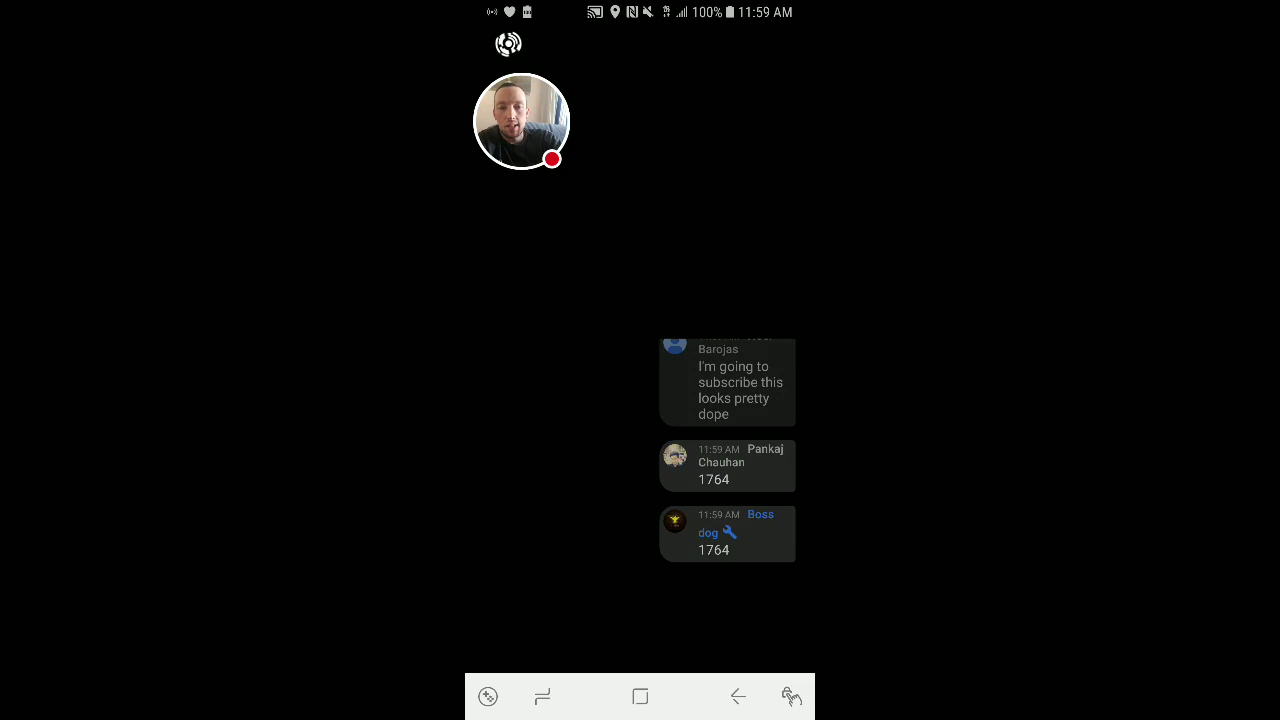 100% 11:59 AM
Barojas
I'm going to
subscribe this
looks pretty
dope
11:59 AM Pankaj
Chauhan
1764
11:59 AM Boss
dog
1764